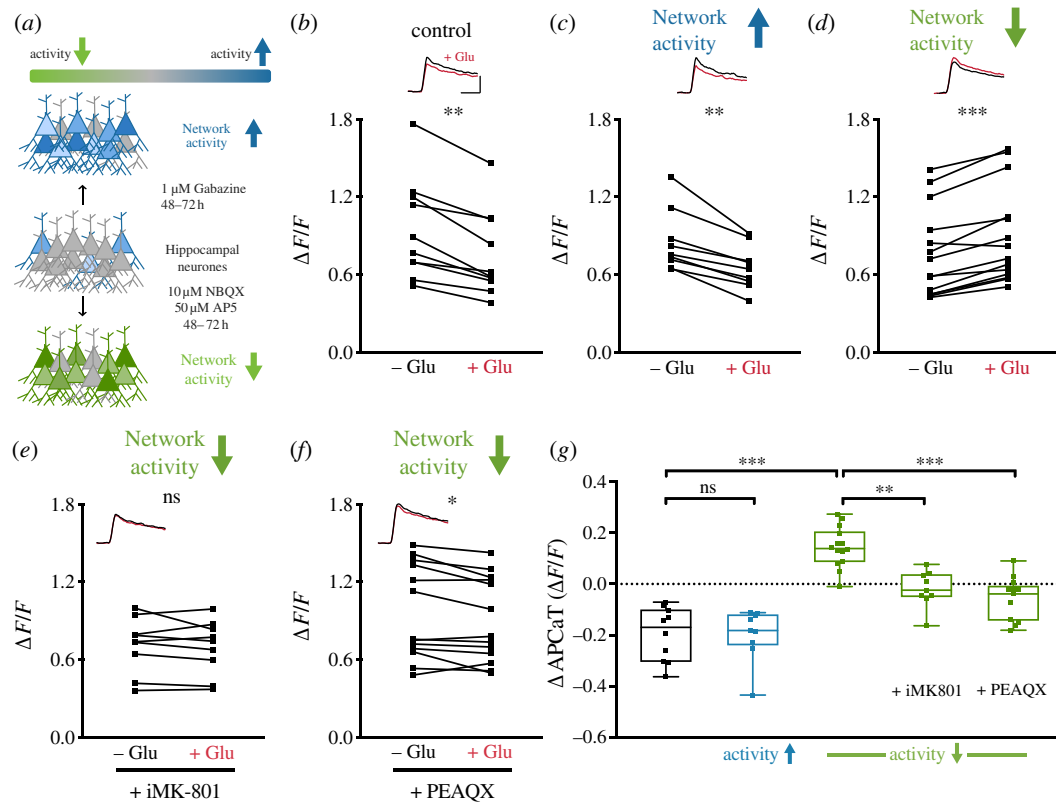 (a)
activity
activity
Network
activity
1 µM Gabazine
48–72 h
Hippocampal
neurones
10 µM NBQX
50 µM AP5
48–72 h
Network
activity
(b)
control
+ Glu
**
1.8
1.2
0.6
0.0
ΔF/F
– Glu
+ Glu
(c)
Network
activity
**
1.8
1.2
0.6
0.0
ΔF/F
– Glu
+ Glu
(d)
Network
activity
***
1.8
1.2
0.6
0.0
ΔF/F
– Glu
+ Glu
(e)
Network
activity
ns
1.8
1.2
0.6
0.0
ΔF/F
– Glu
+ Glu
+ iMK-801
(f)
Network
activity
*
1.8
1.2
0.6
0.0
ΔF/F
– Glu
+ Glu
+ PEAQX
(g)
***
***
ns
**
0.4
0.2
0.0
–0.2
–0.4
–0.6
Δ APCaT (ΔF/F)
+ iMK801
+ PEAQX
activity
activity